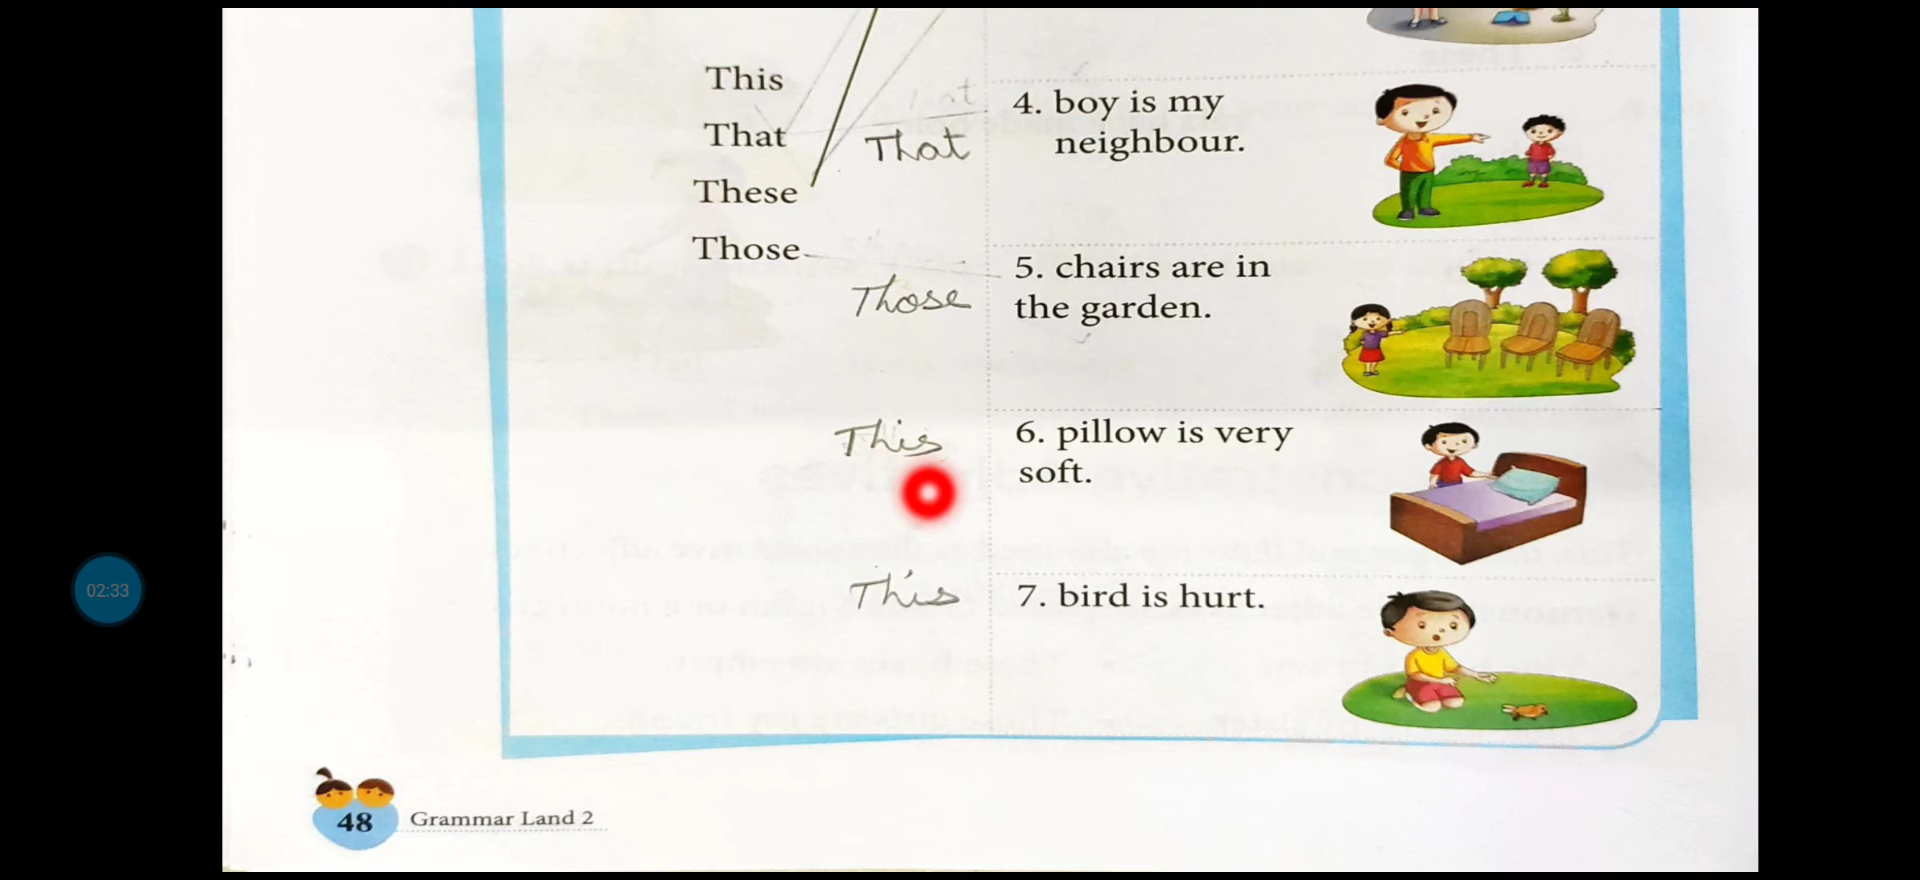 This
That
These
Those
That
4. boy is my
neighbour.
Those
5. chairs are in
the garden.
This
6. pillow is very
soft.
This
7. bird is hurt.
02:33
48
Grammar Land 2